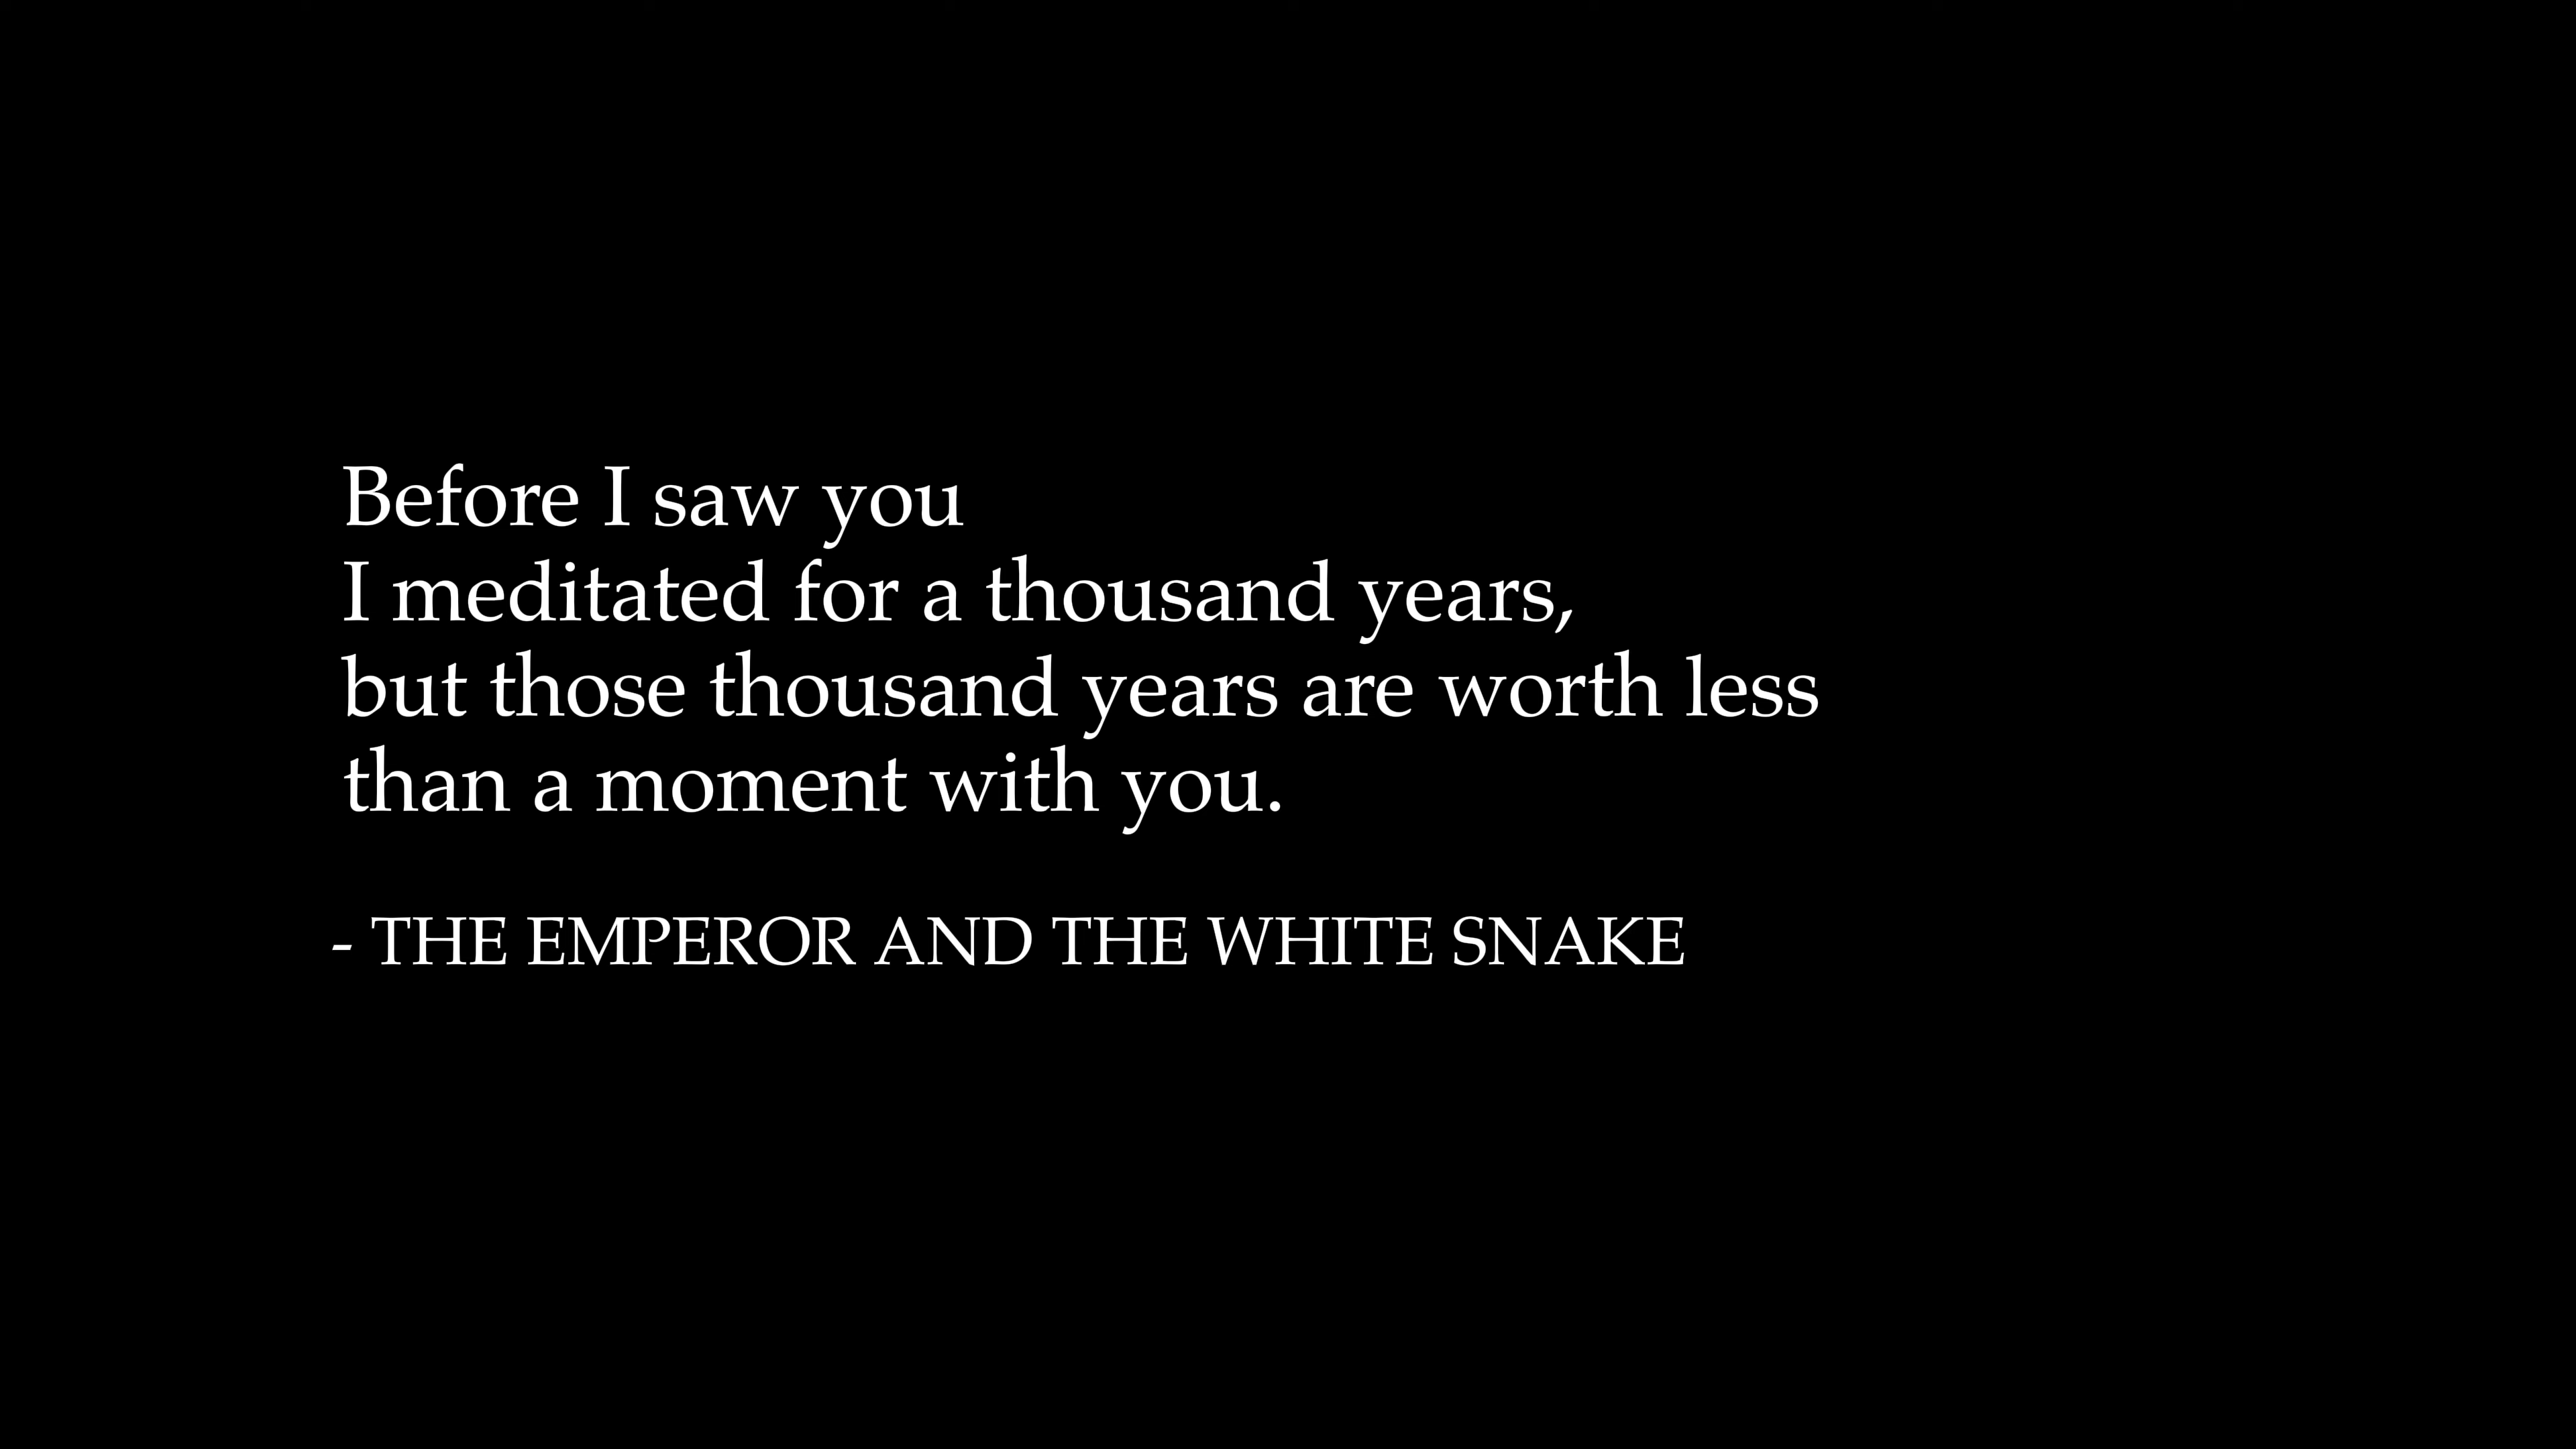 Before I saw you
I meditated for a thousand years,
but those thousand years are worth less
than a moment with you.
- THE EMPEROR AND THE WHITE SNAKE